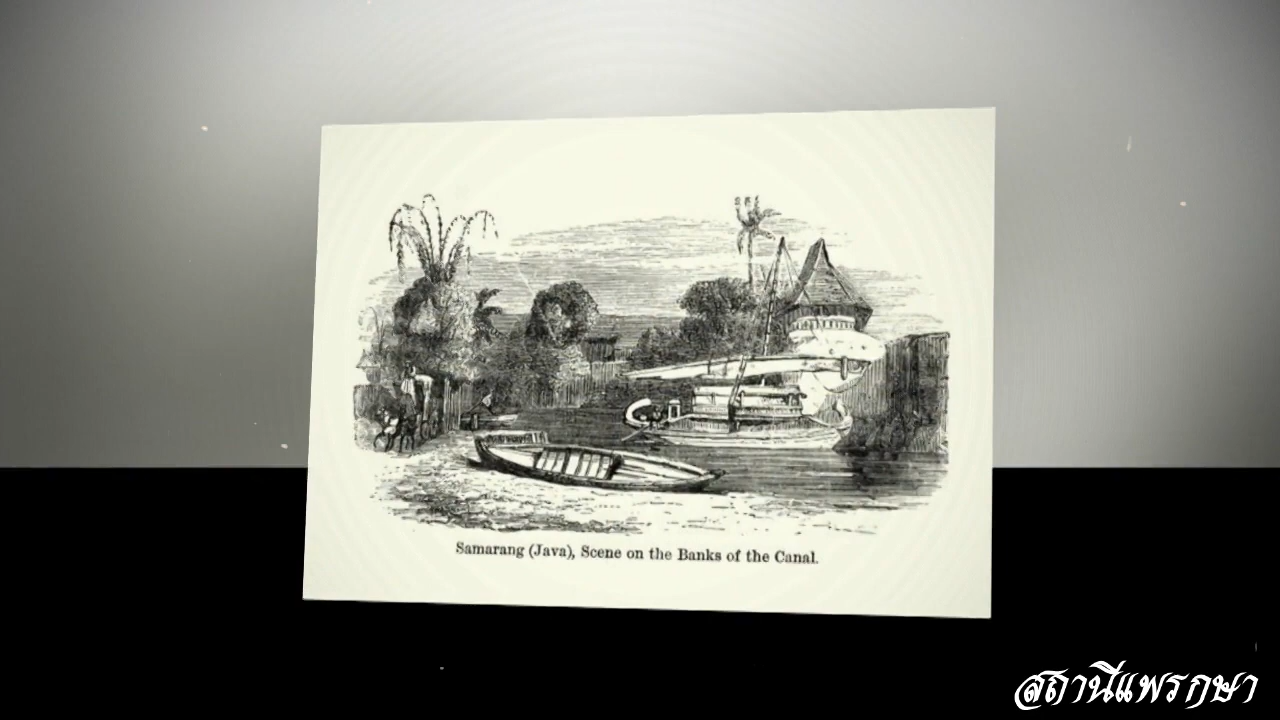 Samarang (Java), Scene on the Banks of the Canal.
สถานีแพรกษา